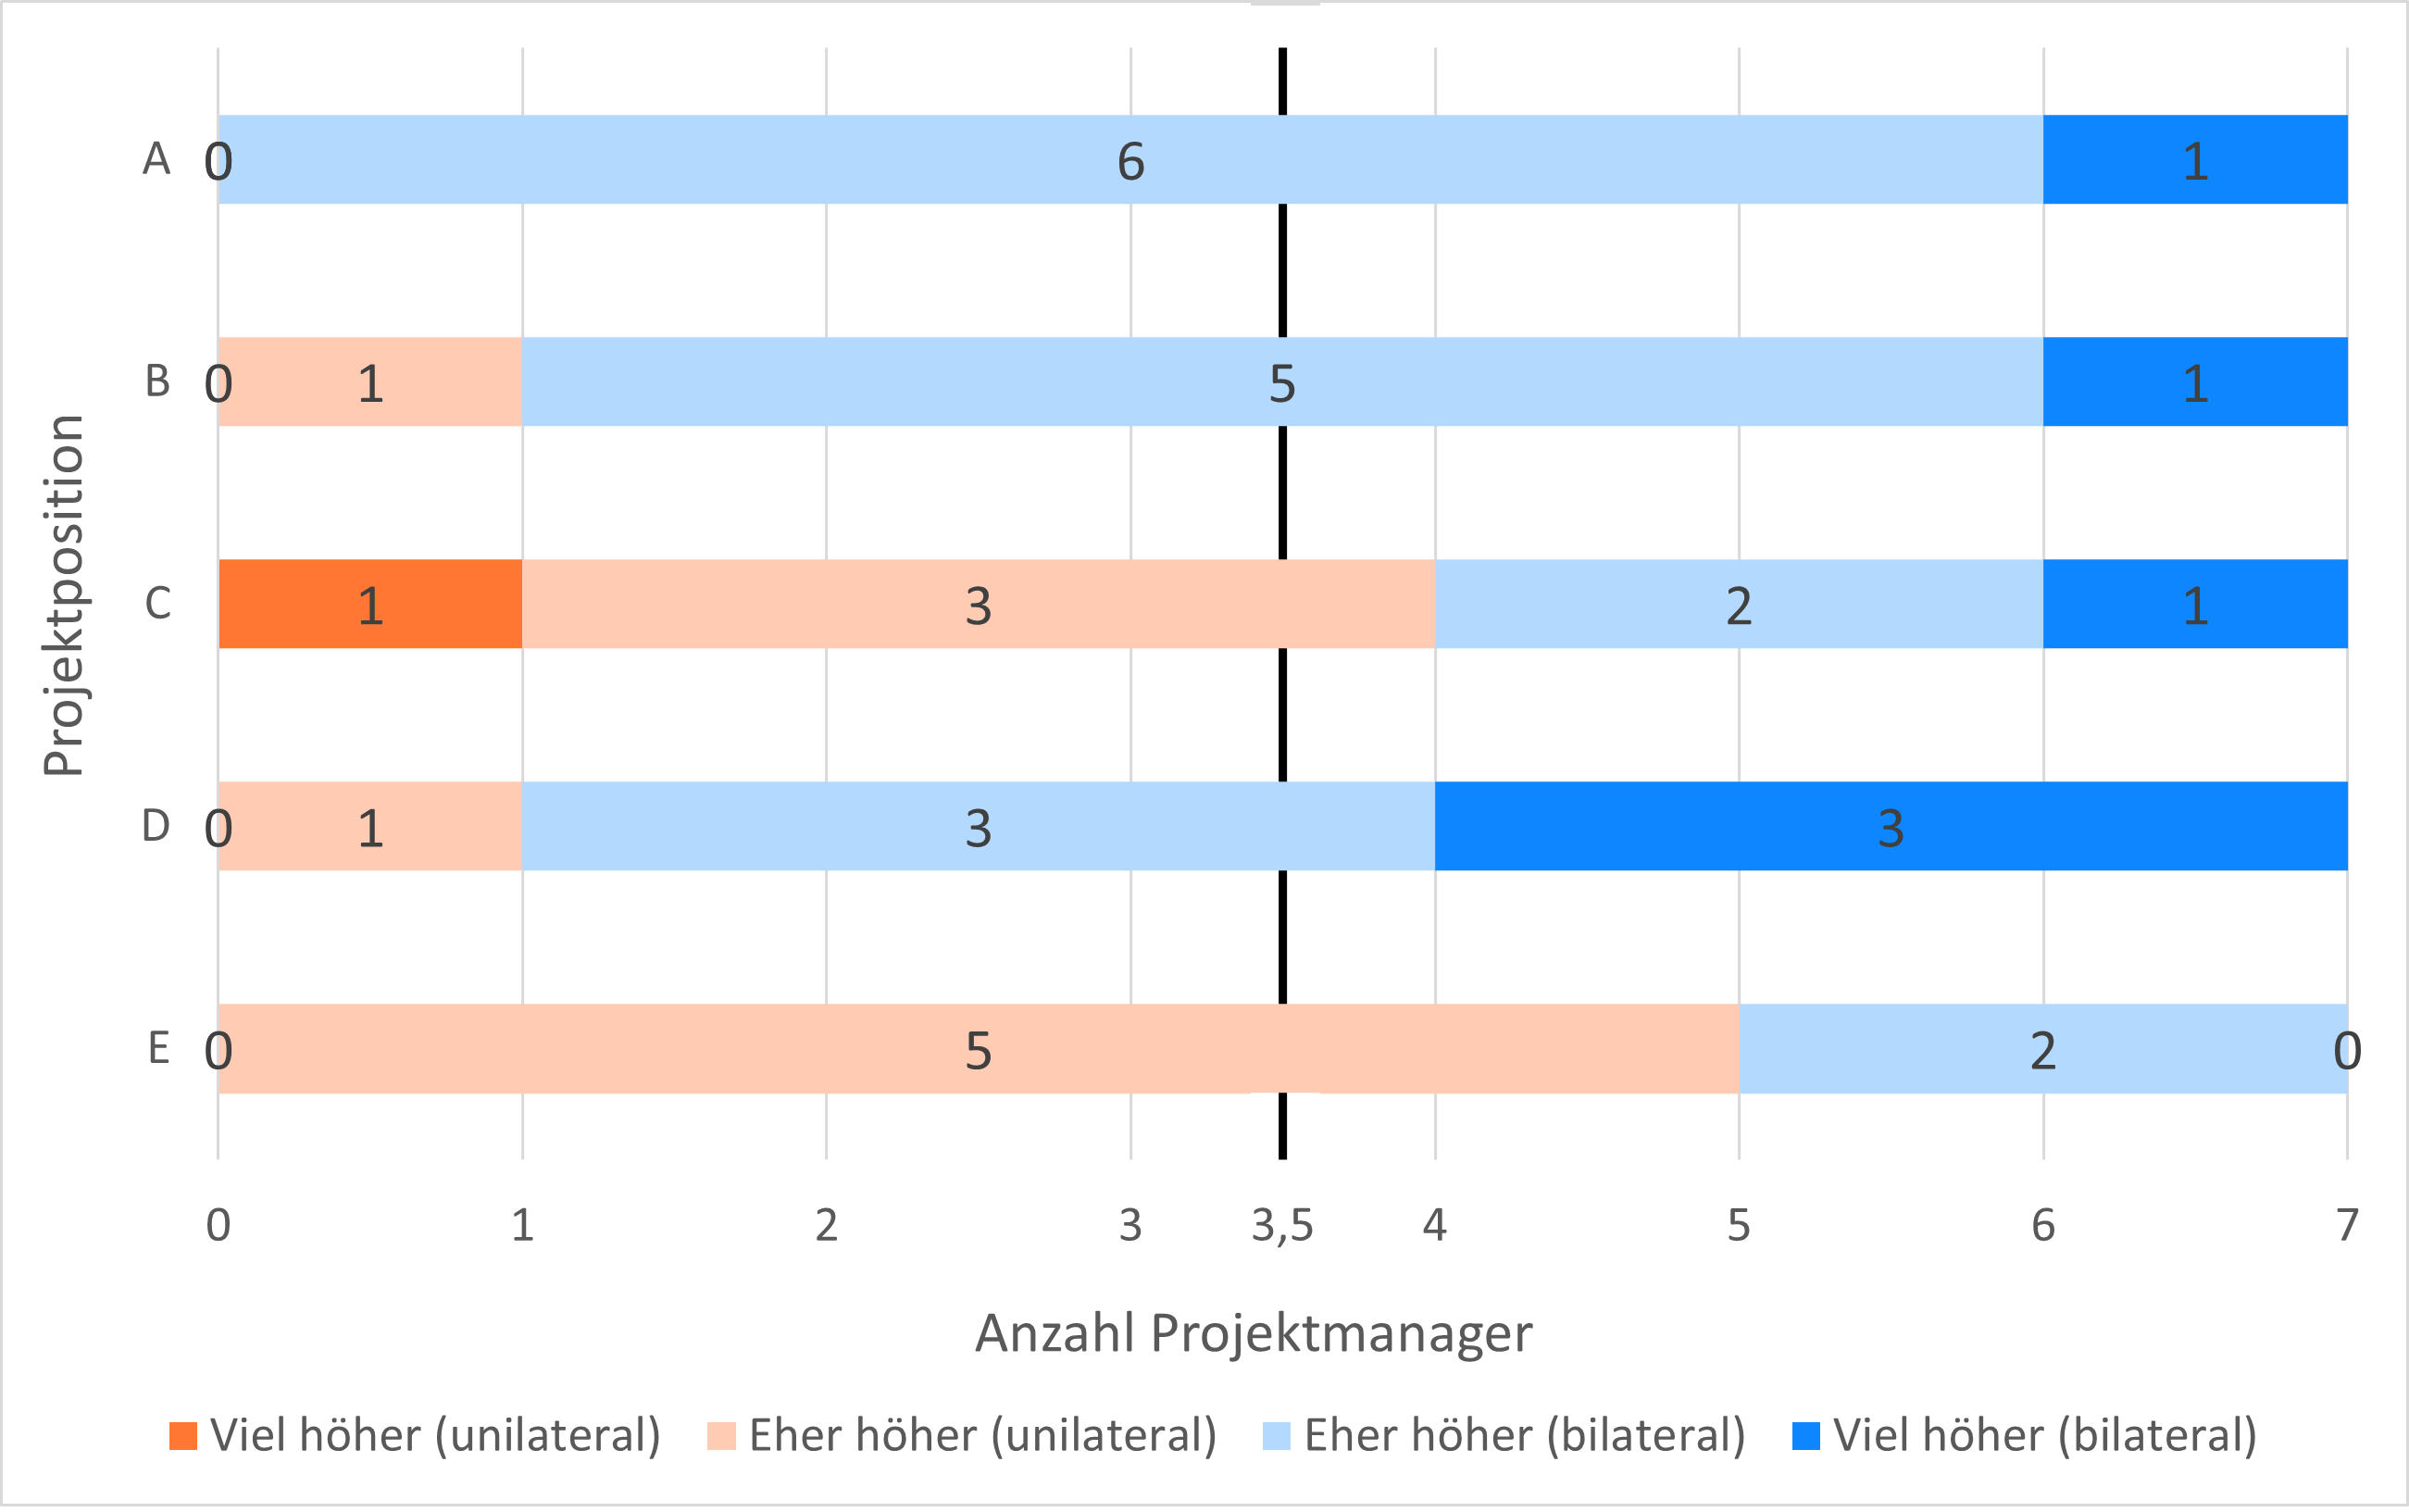 Projektposition
A 0 6 1
B 0 1 5 1
C 1 3 2 1
D 0 1 3 3
E 0 5 2 0
0 1 2 3 3,5 4 5 6 7
Anzahl Projektmanager
Viel höher (unilateral) Eher höher (unilateral) Eher höher (bilateral) Viel höher (bilateral)